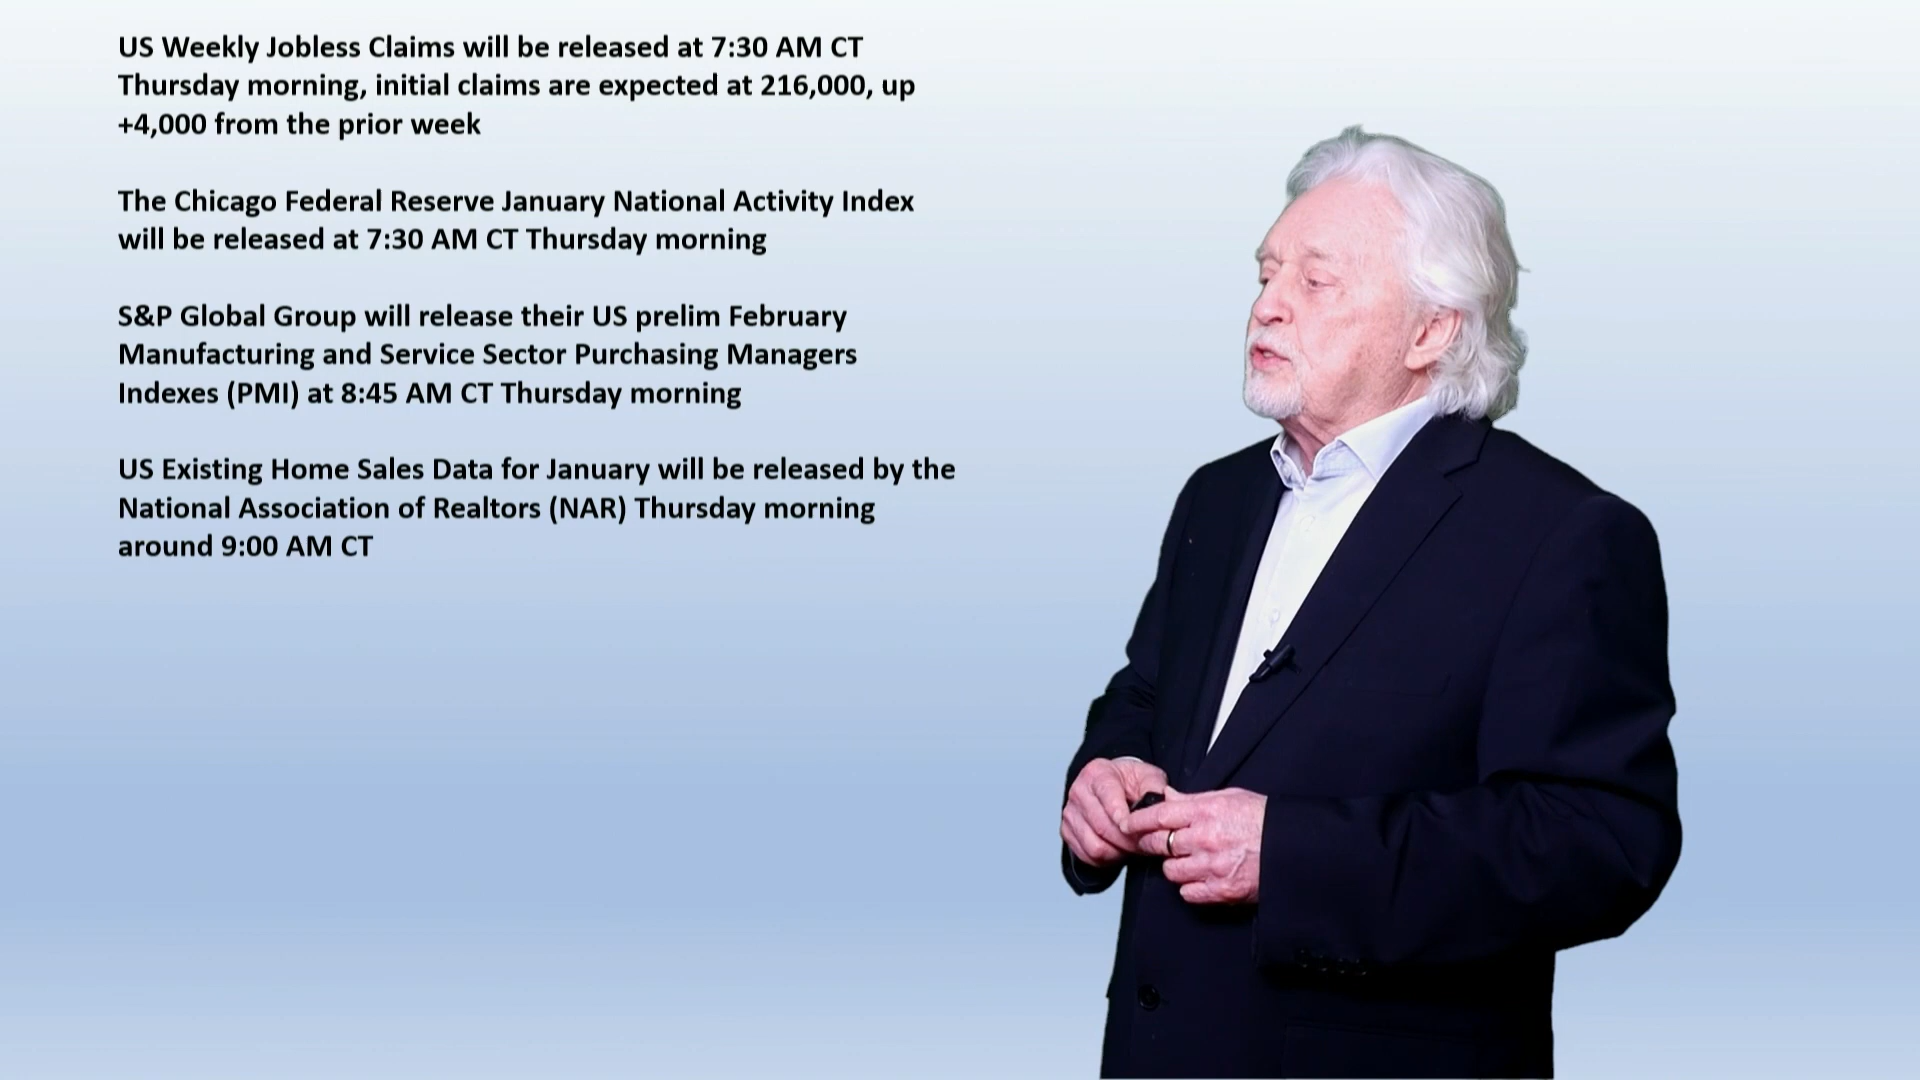 US Weekly Jobless Claims will be released at 7:30 AM CT
Thursday morning, initial claims are expected at 216,000, up
+4,000 from the prior week
The Chicago Federal Reserve January National Activity Index
will be released at 7:30 AM CT Thursday morning
S&P Global Group will release their US prelim February
Manufacturing and Service Sector Purchasing Managers
Indexes (PMI) at 8:45 AM CT Thursday morning
US Existing Home Sales Data for January will be released by the
National Association of Realtors (NAR) Thursday morning
around 9:00 AM CT